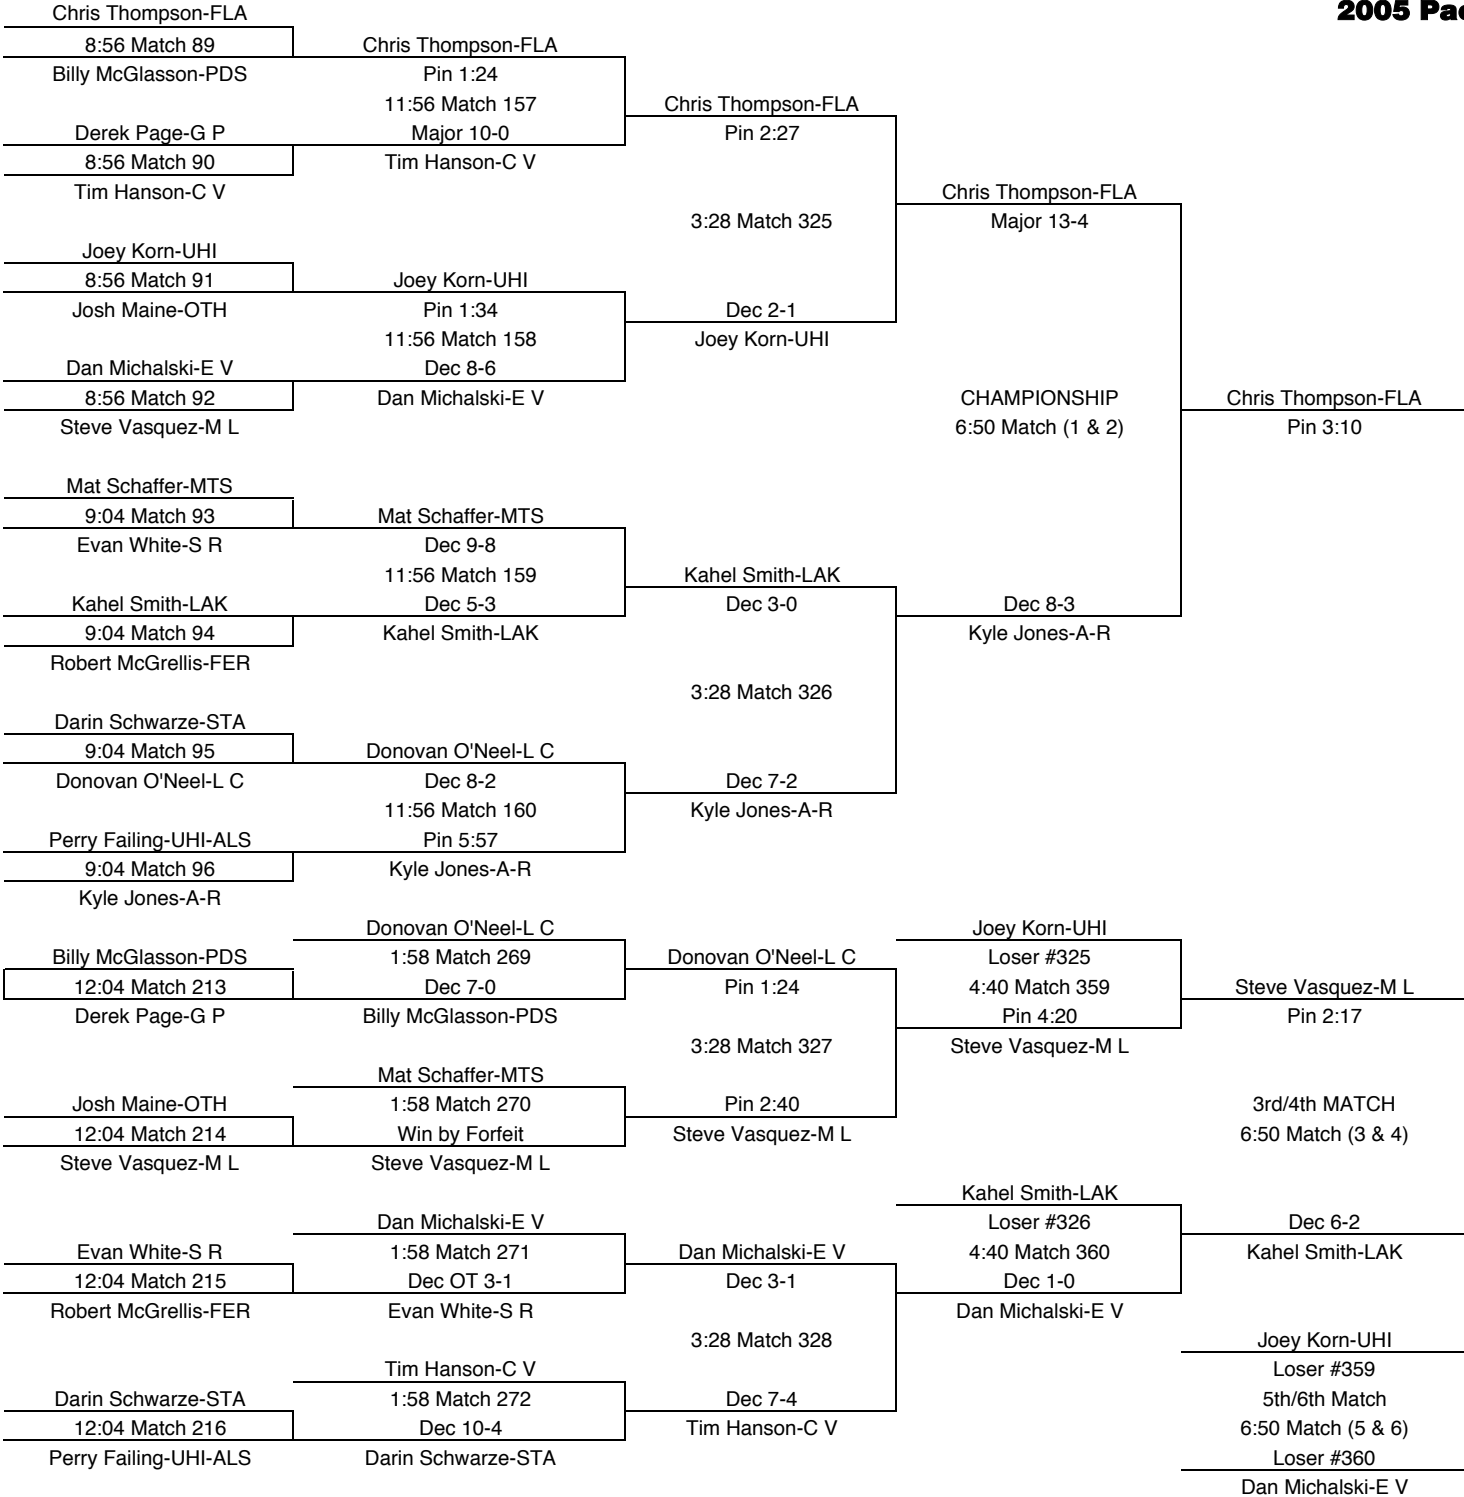 2005 Pac
Chris Thompson-FLA
8:56 Match 89
Billy McGlasson-PDS
Derek Page-G P
8:56 Match 90
Tim Hanson-C V
Joey Korn-UHI
8:56 Match 91
Josh Maine-OTH
Dan Michalski-E V
8:56 Match 92
Steve Vasquez-M L
Mat Schaffer-MTS
9:04 Match 93
Evan White-S R
Kahel Smith-LAK
9:04 Match 94
Robert McGrellis-FER
Darin Schwarze-STA
9:04 Match 95
Donovan O'Neel-L C
Perry Failing-UHI-ALS
9:04 Match 96
Kyle Jones-A-R
Chris Thompson-FLA
Pin 1:24
11:56 Match 157
Major 10-0
Tim Hanson-C V
Joey Korn-UHI
Pin 1:34
11:56 Match 158
Dec 8-6
Dan Michalski-E V
Mat Schaffer-MTS
Dec 9-8
11:56 Match 159
Dec 5-3
Kahel Smith-LAK
Donovan O'Neel-L C
Dec 8-2
11:56 Match 160
Pin 5:57
Kyle Jones-A-R
Chris Thompson-FLA
Pin 2:27
3:28 Match 325
Dec 2-1
Joey Korn-UHI
Kahel Smith-LAK
Dec 3-0
3:28 Match 326
Dec 7-2
Kyle Jones-A-R
Chris Thompson-FLA
Major 13-4
CHAMPIONSHIP
6:50 Match (1 & 2)
Dec 8-3
Kyle Jones-A-R
Chris Thompson-FLA
Pin 3:10
Billy McGlasson-PDS
12:04 Match 213
Derek Page-G P
Josh Maine-OTH
12:04 Match 214
Steve Vasquez-M L
Evan White-S R
12:04 Match 215
Robert McGrellis-FER
Darin Schwarze-STA
12:04 Match 216
Perry Failing-UHI-ALS
Donovan O'Neel-L C
1:58 Match 269
Dec 7-0
Billy McGlasson-PDS
Mat Schaffer-MTS
1:58 Match 270
Win by Forfeit
Steve Vasquez-M L
Dan Michalski-E V
1:58 Match 271
Dec OT 3-1
Evan White-S R
Tim Hanson-C V
1:58 Match 272
Dec 10-4
Darin Schwarze-STA
Donovan O'Neel-L C
Pin 1:24
3:28 Match 327
Pin 2:40
Steve Vasquez-M L
Dan Michalski-E V
Dec 3-1
3:28 Match 328
Dec 7-4
Tim Hanson-C V
Joey Korn-UHI
Loser #325
4:40 Match 359
Pin 4:20
Steve Vasquez-M L
Kahel Smith-LAK
Loser #326
4:40 Match 360
Dec 1-0
Dan Michalski-E V
Steve Vasquez-M L
Pin 2:17
3rd/4th MATCH
6:50 Match (3 & 4)
Dec 6-2
Kahel Smith-LAK
Joey Korn-UHI
Loser #359
5th/6th Match
6:50 Match (5 & 6)
Loser #360
Dan Michalski-E V